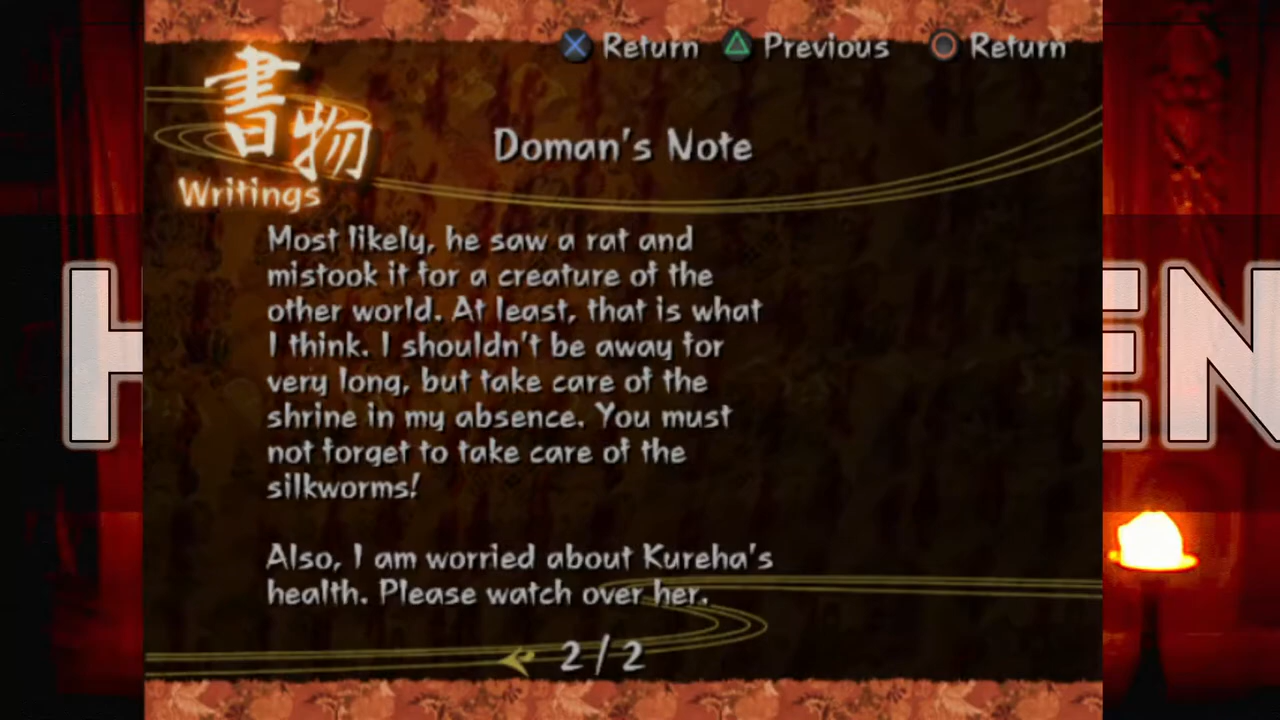 Return Previous Return
書物
Writings
Doman's Note
Most likely, he saw a rat and
mistook it for a creature of the
other world. At least, that is what
I think. I shouldn't be away for
very long, but take care of the
shrine in my absence. You must
not forget to take care of the
silkworms!
Also, I am worried about Kureha's
health. Please watch over her.
2/2
H
EN